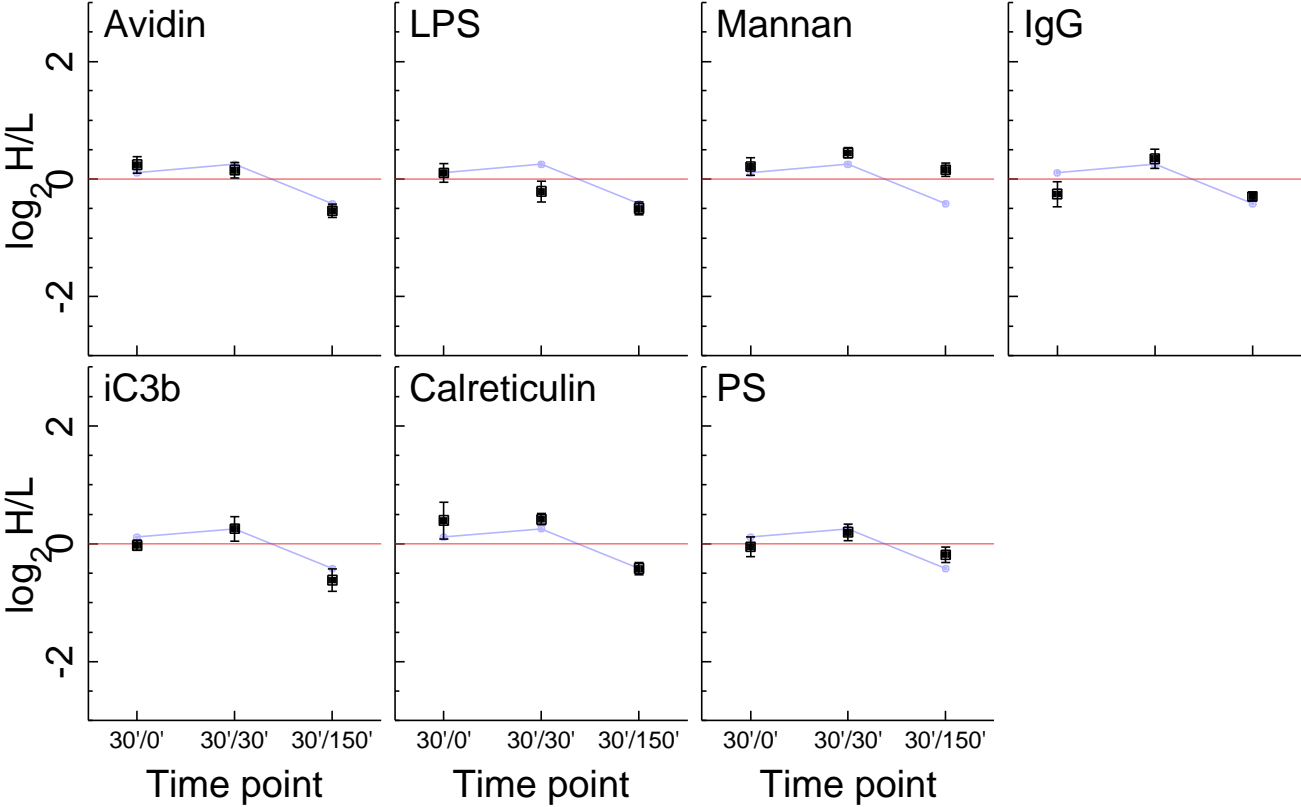 Avidin
LPS
Mannan
IgG
log2 H/L
2
0
-2
iC3b
Calreticulin
PS
log2 H/L
2
0
-2
30'/0' 30'/30' 30'/150'
30'/0' 30'/30' 30'/150'
30'/0' 30'/30' 30'/150'
Time point
Time point
Time point